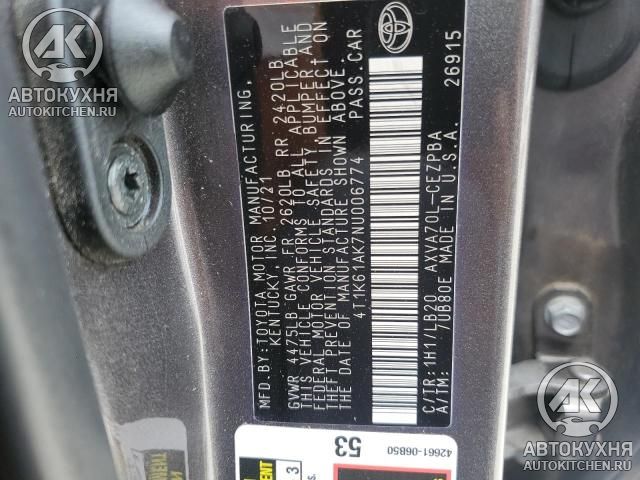 MFD.BY:TOYOTA MOTOR MANUFACTURING,
KENTUCKY, INC. 10/21
GVWR 4475LB GAWR FR 2620LB RR 2420LB
THIS VEHICLE CONFORMS TO ALL APPLICABLE
FEDERAL MOTOR VEHICLE SAFETY, BUMPER, AND
THEFT PREVENTION STANDARDS IN EFFECT ON
THE DATE OF MANUFACTURE SHOWN ABOVE.
4T1K61AK7NU006774 PASS.CAR
C/TR:1H1/LB20 AXVA70L-CEZPBA
A/TM: 7UB80E MADE IN U.S.A. 26915
42661-06B50
53
AK
АВТОКУХНЯ
AUTOKITCHEN.RU
AK
АВТОКУХНЯ
AUTOKITCHEN.RU